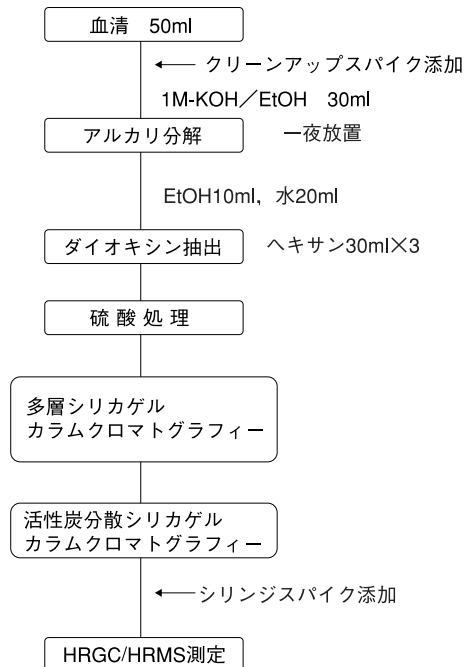 血清　50ml
クリーンアップスパイク添加
1M-KOH／EtOH　30ml
アルカリ分解　一夜放置
EtOH10ml，水20ml
ダイオキシン抽出　ヘキサン30ml×3
硫 酸 処 理
多層シリカゲル
カラムクロマトグラフィー
活性炭分散シリカゲル
カラムクロマトグラフィー
シリンジスパイク添加
HRGC/HRMS測定